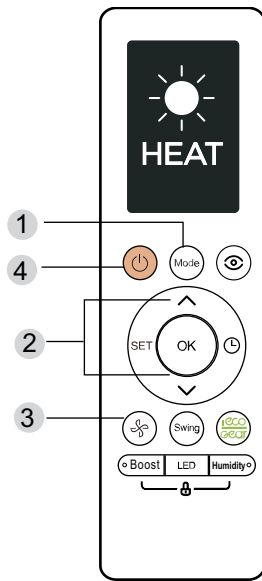 HEAT
1
Mode
4
2
SET OK
3
Swing
ECO
GEAR
Boost LED Humidity